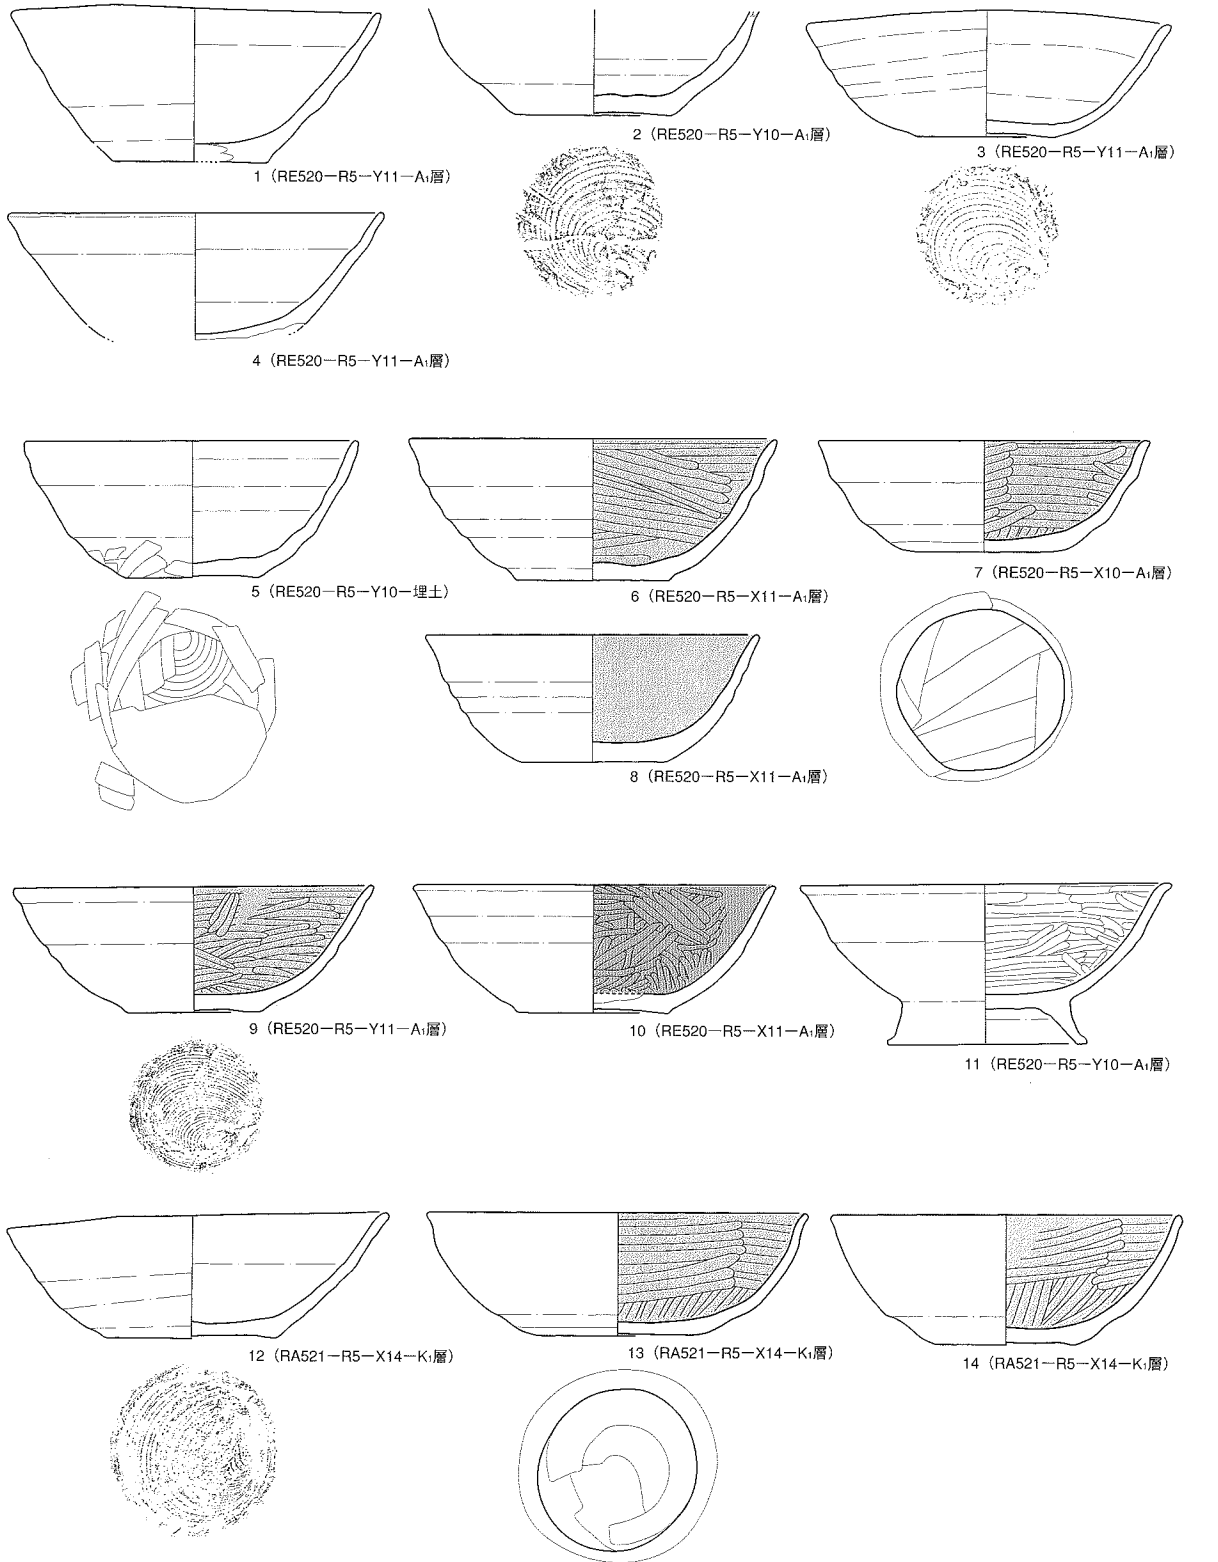 1（RE520－R5－Y11－A₁層）
2（RE520－R5－Y10－A₁層）
3（RE520－R5－Y11－A₁層）
4（RE520－R5－Y11－A₁層）
5（RE520－R5－Y10－埋土）
6（RE520－R5－X11－A₁層）
7（RE520－R5－X10－A₁層）
8（RE520－R5－X11－A₁層）
9（RE520－R5－Y11－A₁層）
10（RE520－R5－X11－A₁層）
11（RE520－R5－Y10－A₁層）
12（RA521－R5－X14－K₁層）
13（RA521－R5－X14－K₁層）
14（RA521－R5－X14－K₁層）